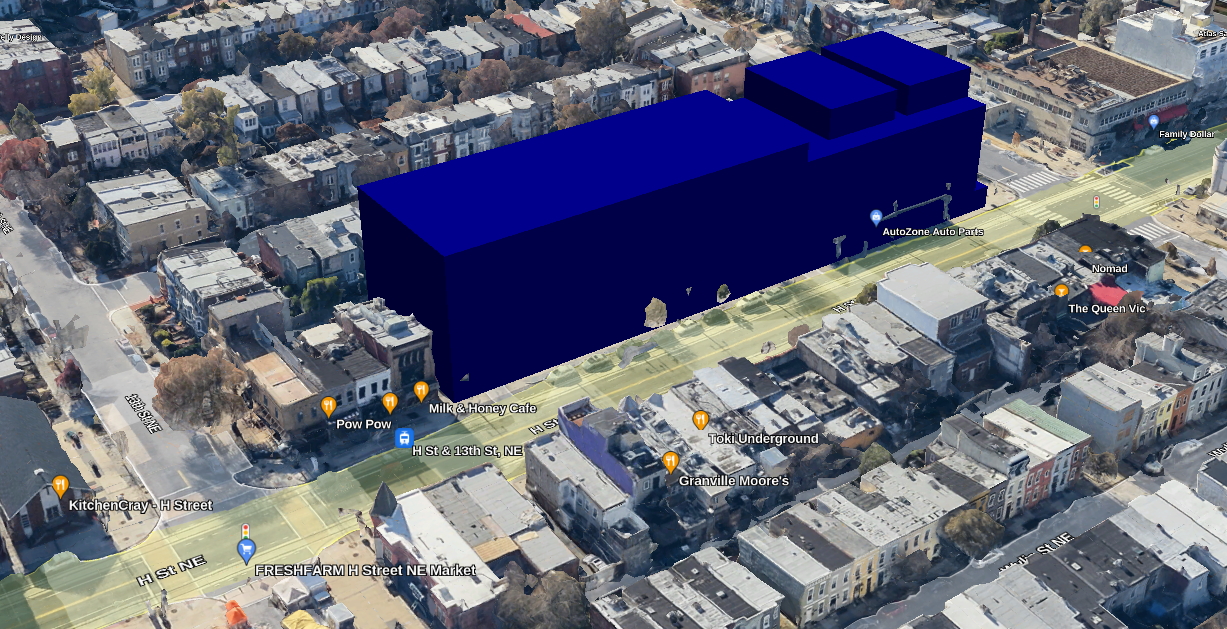 Atlas S
Family Dollar
AutoZone Auto Parts
Nomad
The Queen Vic
13th St NE
Milk & Honey Cafe
Pow Pow
H St
H St & 13th St, NE
Toki Underground
Granville Moore's
KitchenCray - H Street
H St NE
FRESHFARM H Street NE Market